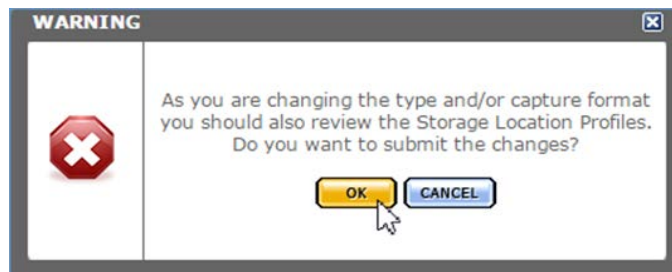 WARNING
As you are changing the type and/or capture format
you should also review the Storage Location Profiles.
Do you want to submit the changes?
OK CANCEL